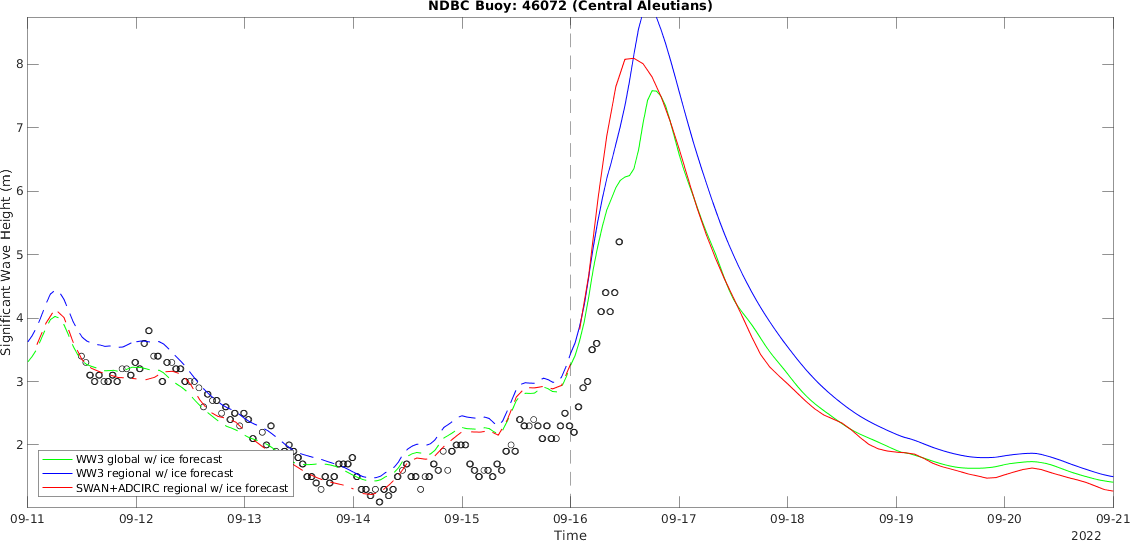 NDBC Buoy: 46072 (Central Aleutians)
Significant Wave Height (m)
8
7
6
5
4
3
2
WW3 global w/ ice forecast
WW3 regional w/ ice forecast
SWAN+ADCIRC regional w/ ice forecast
09-11 09-12 09-13 09-14 09-15 09-16 09-17 09-18 09-19 09-20 09-21
Time
2022